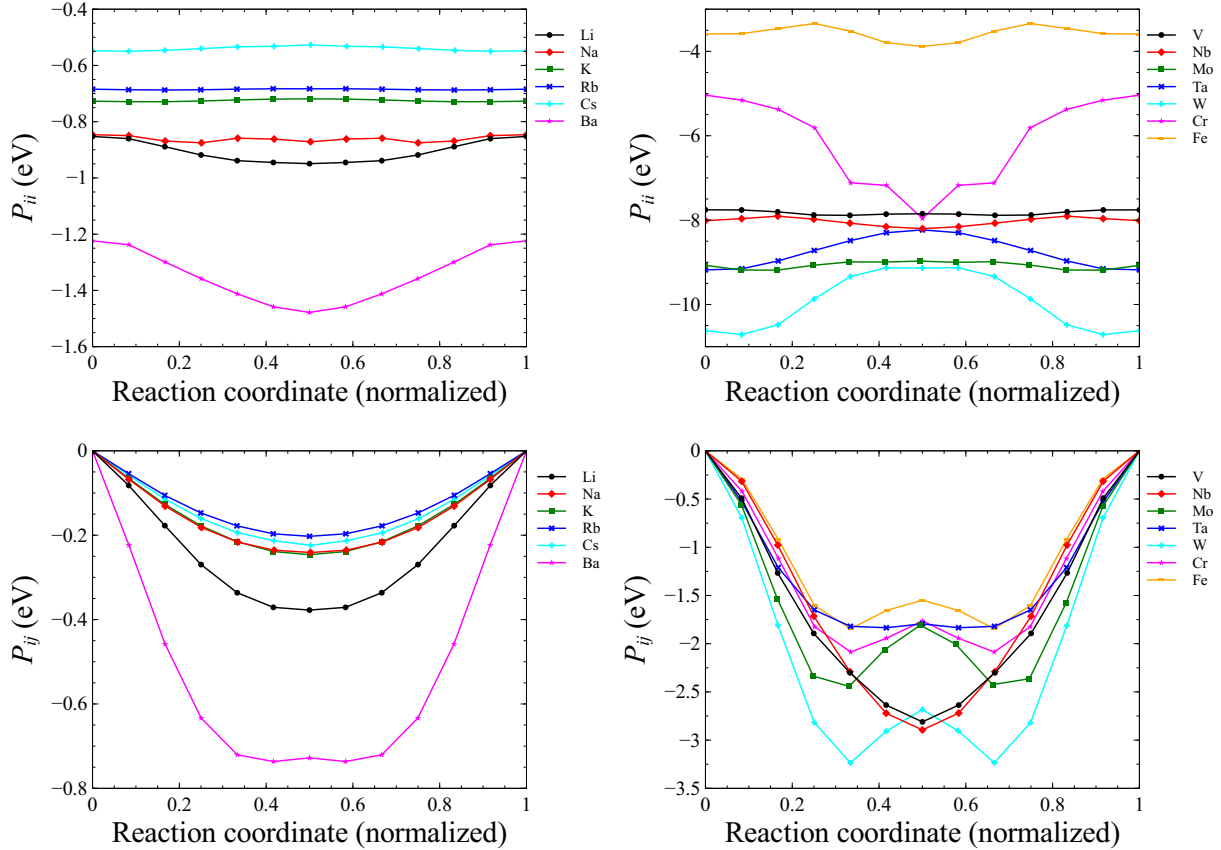 −0.4
−0.6
−0.8
−1
−1.2
−1.4
−1.6
P_ii (eV)
0 0.2 0.4 0.6 0.8 1
Reaction coordinate (normalized)
Li
Na
K
Rb
Cs
Ba
−4
−6
−8
−10
P_ii (eV)
0 0.2 0.4 0.6 0.8 1
Reaction coordinate (normalized)
V
Nb
Mo
Ta
W
Cr
Fe
0
−0.2
−0.4
−0.6
−0.8
P_ij (eV)
0 0.2 0.4 0.6 0.8 1
Reaction coordinate (normalized)
Li
Na
K
Rb
Cs
Ba
0
−0.5
−1
−1.5
−2
−2.5
−3
−3.5
P_ij (eV)
0 0.2 0.4 0.6 0.8 1
Reaction coordinate (normalized)
V
Nb
Mo
Ta
W
Cr
Fe